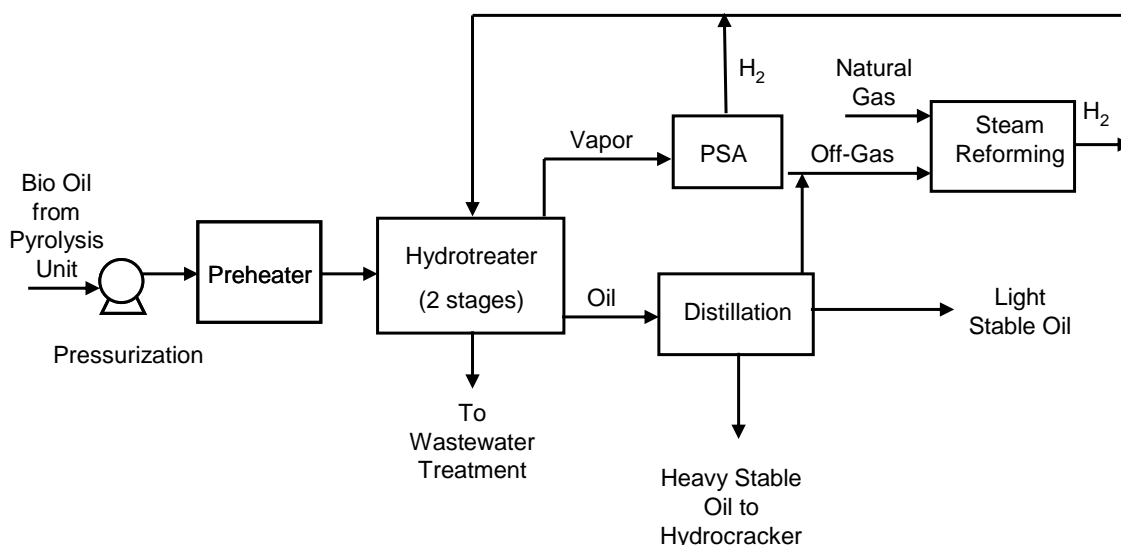 H2
Natural
Gas
Steam
Reforming
H2
Vapor
PSA
Off-Gas
Bio Oil
from
Pyrolysis
Unit
Preheater
Hydrotreater
(2 stages)
Oil
Distillation
Light
Stable Oil
Pressurization
To
Wastewater
Treatment
Heavy Stable
Oil to
Hydrocracker